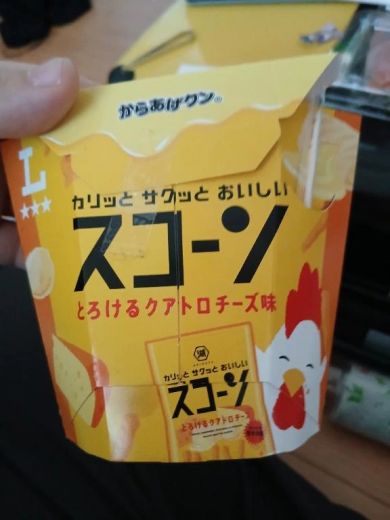 からあげクン®
L
★★★
カリッと サクッと おいしい
スコーン
とろけるクアトロチーズ味
湖
カリッと サクッと おいしい
スコーン
とろけるクアトロチーズ